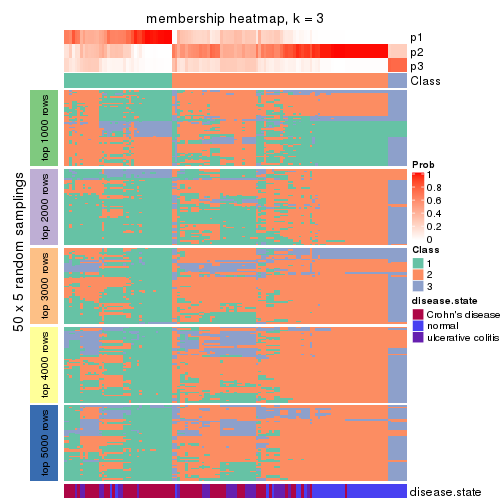 membership heatmap, k = 3
p1
p2
p3
Class
50 x 5 random samplings
top 1000 rows
top 2000 rows
top 3000 rows
top 4000 rows
top 5000 rows
Prob
1
0.8
0.6
0.4
0.2
0
Class
1
2
3
disease.state
Crohn's disease
normal
ulcerative colitis
disease.state